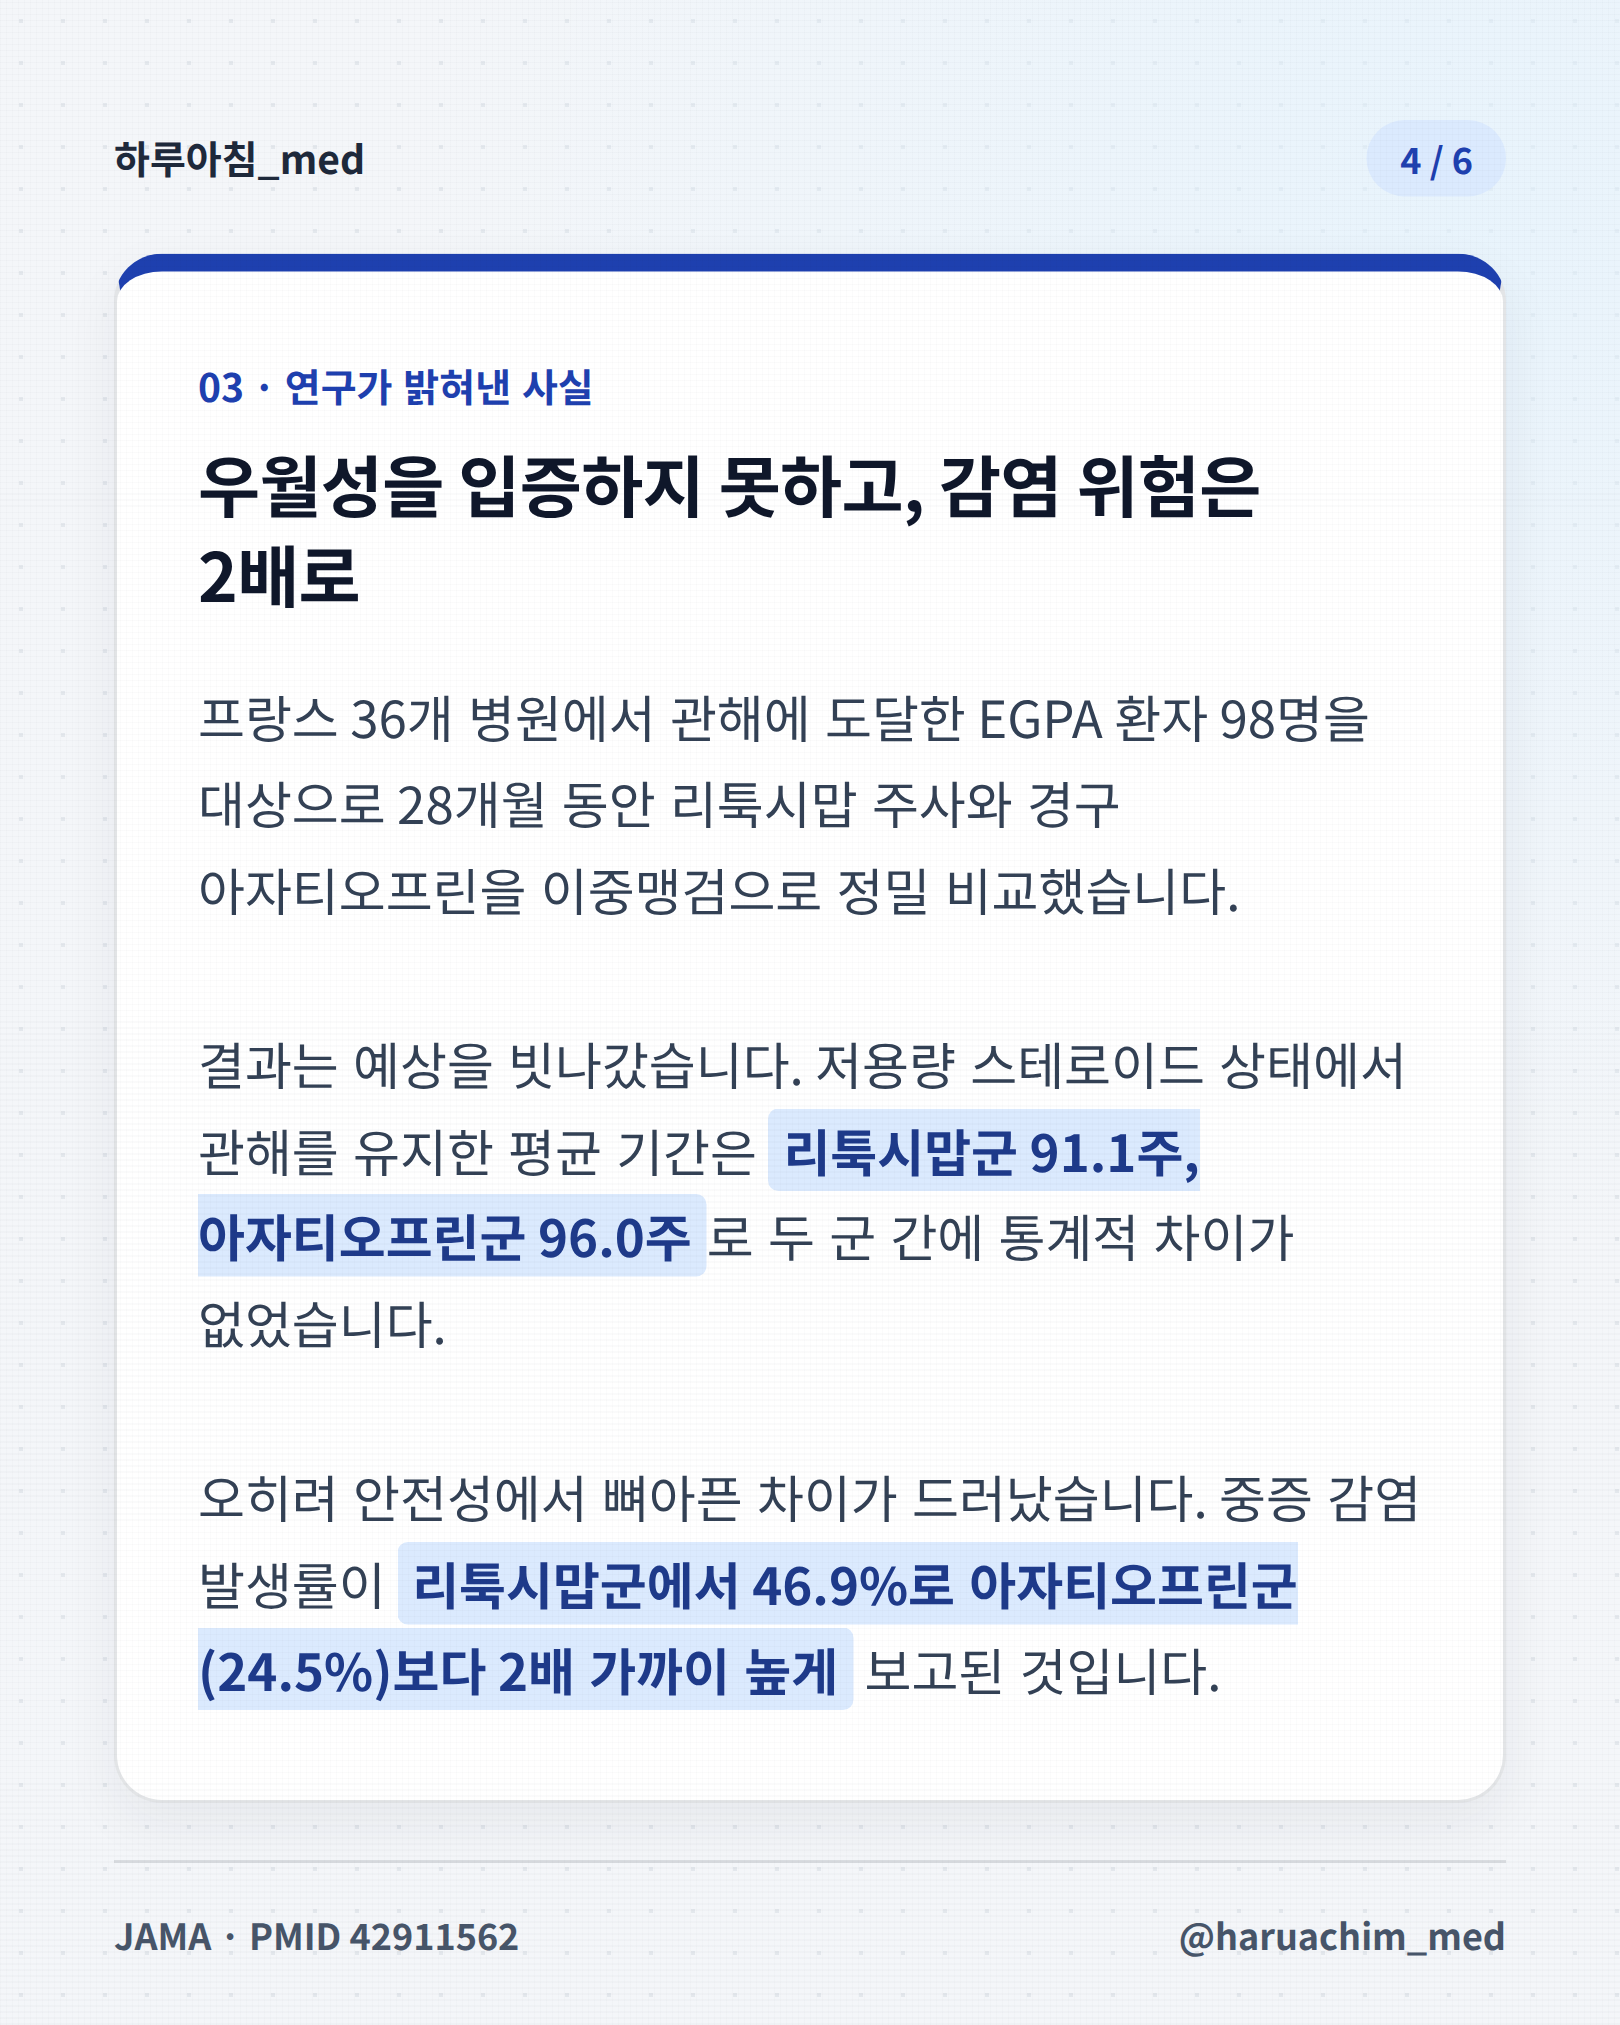 하루아침_med
4 / 6
03 · 연구가 밝혀낸 사실
우월성을 입증하지 못하고, 감염 위험은
2배로
프랑스 36개 병원에서 관해에 도달한 EGPA 환자 98명을
대상으로 28개월 동안 리툭시맙 주사와 경구
아자티오프린을 이중맹검으로 정밀 비교했습니다.
결과는 예상을 빗나갔습니다. 저용량 스테로이드 상태에서
관해를 유지한 평균 기간은 리툭시맙군 91.1주,
아자티오프린군 96.0주로 두 군 간에 통계적 차이가
없었습니다.
오히려 안전성에서 뼈아픈 차이가 드러났습니다. 중증 감염
발생률이 리툭시맙군에서 46.9%로 아자티오프린군
(24.5%)보다 2배 가까이 높게 보고된 것입니다.
JAMA · PMID 42911562
@haruachim_med